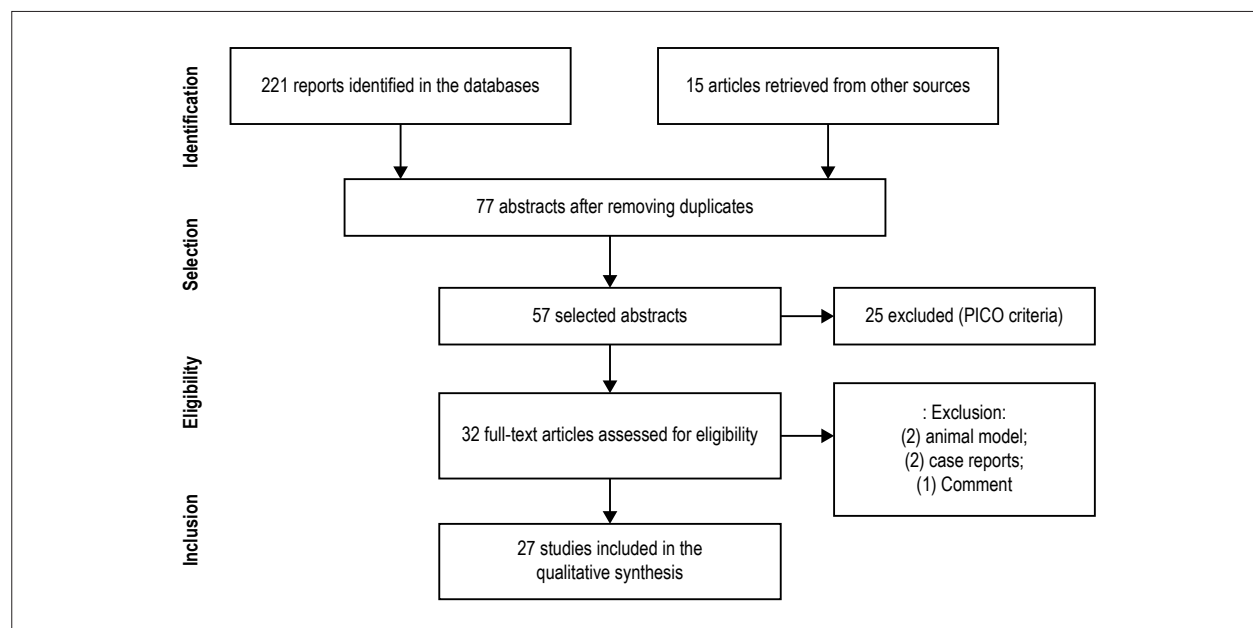 Identification
221 reports identified in the databases
15 articles retrieved from other sources
77 abstracts after removing duplicates
Selection
57 selected abstracts
25 excluded (PICO criteria)
Eligibility
32 full-text articles assessed for eligibility
: Exclusion:
(2) animal model;
(2) case reports;
(1) Comment
Inclusion
27 studies included in the
qualitative synthesis